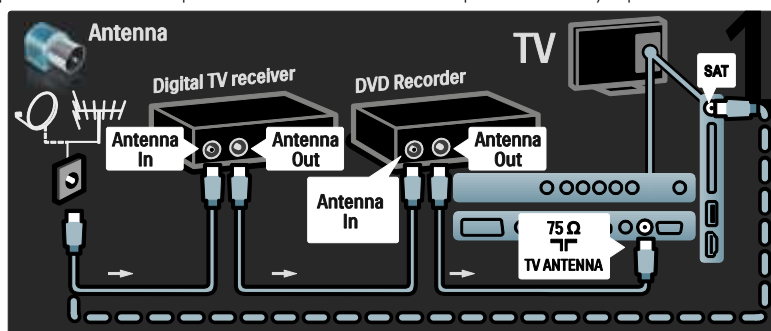 Antenna
TV
1
SAT
Digital TV receiver
DVD Recorder
Antenna
In
Antenna
Out
Antenna
In
Antenna
Out
75 Ω
TV ANTENNA